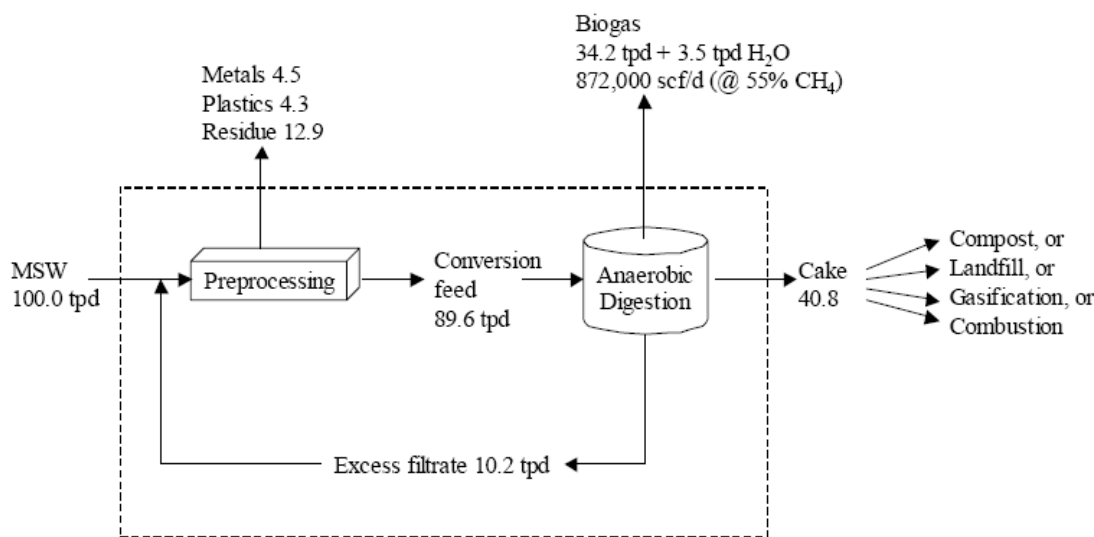 Biogas
34.2 tpd + 3.5 tpd H₂O
872,000 scf/d (@ 55% CH₄)
Metals 4.5
Plastics 4.3
Residue 12.9
MSW
100.0 tpd
Preprocessing
Conversion
feed
89.6 tpd
Anaerobic
Digestion
Cake
40.8
Compost, or
Landfill, or
Gasification, or
Combustion
Excess filtrate 10.2 tpd